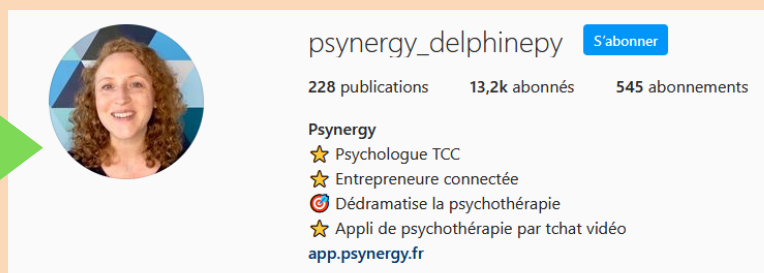 psynergy_delphinepy S'abonner
228 publications 13,2k abonnés 545 abonnements
Psynergy
⭐ Psychologue TCC
⭐ Entrepreneure connectée
🎯 Dédramatise la psychothérapie
⭐ Appli de psychothérapie par tchat vidéo
app.psynergy.fr